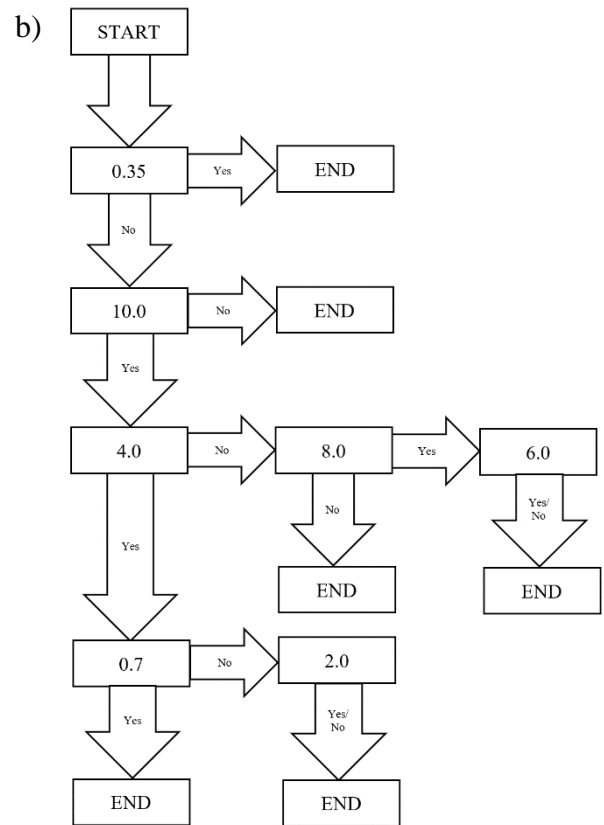 b)
START
0.35
Yes
END
No
10.0
No
END
Yes
4.0
No
8.0
Yes
6.0
Yes
No
Yes/
No
END
END
0.7
No
2.0
Yes
Yes/
No
END
END